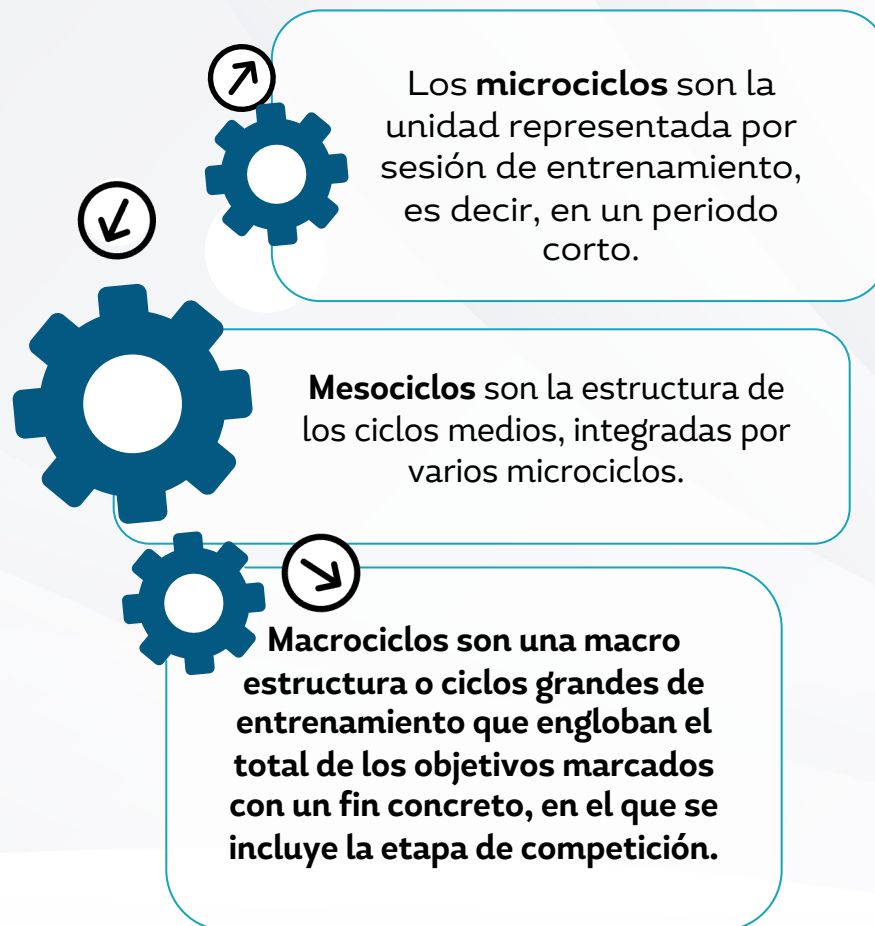 Los microciclos son la
unidad representada por
sesión de entrenamiento,
es decir, en un periodo
corto.
Mesociclos son la estructura de
los ciclos medios, integradas por
varios microciclos.
Macrociclos son una macro
estructura o ciclos grandes de
entrenamiento que engloban el
total de los objetivos marcados
con un fin concreto, en el que se
incluye la etapa de competición.